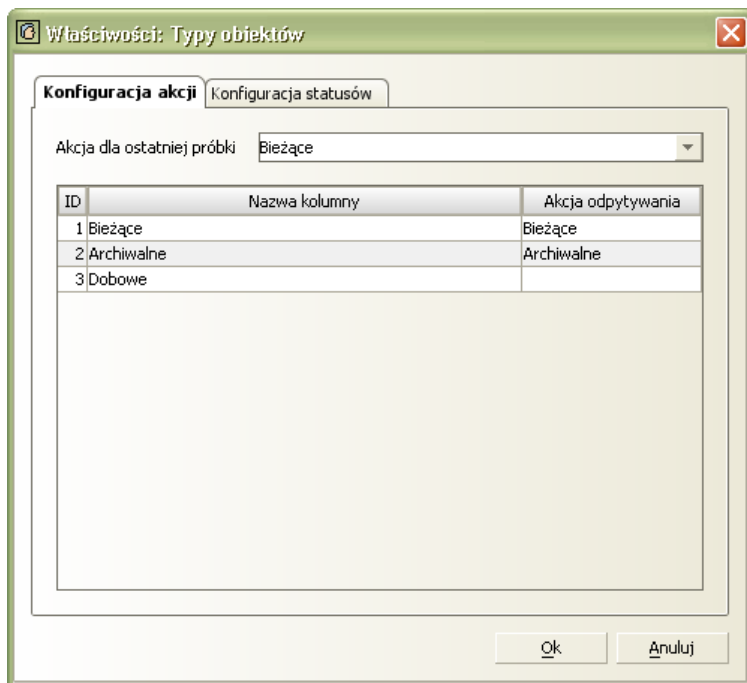 Właściwości: Typy obiektów
Konfiguracja akcji Konfiguracja statusów
Akcja dla ostatniej próbki Bieżące
ID Nazwa kolumny Akcja odpytywania
1 Bieżące Bieżące
2 Archiwalne Archiwalne
3 Dobowe
Ok Anuluj